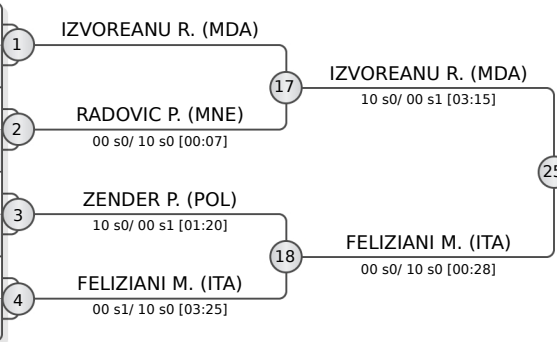 IZVOREANU R. (MDA)
1
17
IZVOREANU R. (MDA)
10 s0/ 00 s1 [03:15]
RADOVIC P. (MNE)
2
00 s0/ 10 s0 [00:07]
25
ZENDER P. (POL)
3
10 s0/ 00 s1 [01:20]
18
FELIZIANI M. (ITA)
00 s0/ 10 s0 [00:28]
FELIZIANI M. (ITA)
4
00 s1/ 10 s0 [03:25]